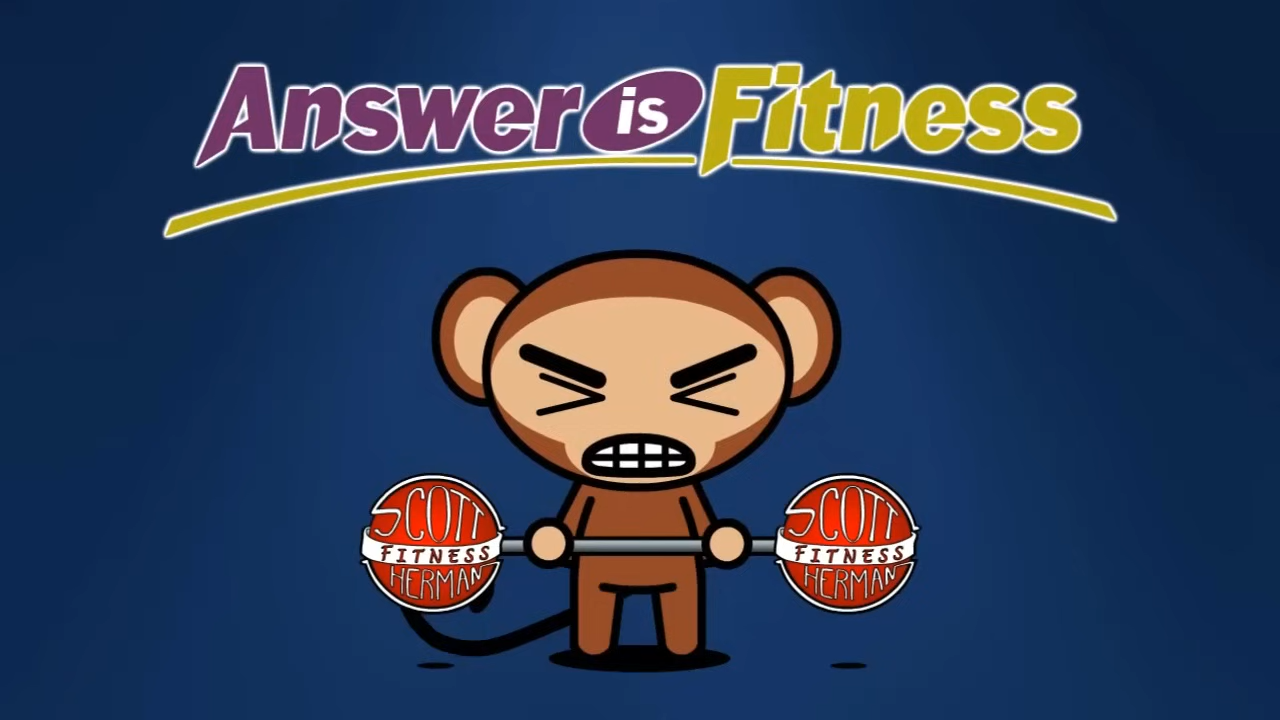 Answer is Fitness
SCOTT
FITNESS
HERMAN
SCOTT
FITNESS
HERMAN